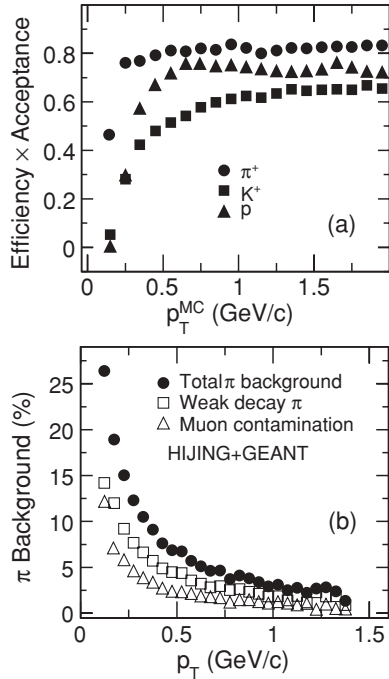 (a)
0.8
0.6
0.4
0.2
0
Efficiency × Acceptance
π+
K+
p
0 0.5 1 1.5
p_T^MC (GeV/c)
25
20
15
10
5
0
π Background (%)
Total π background
Weak decay π
Muon contamination
HIJING+GEANT
(b)
0 0.5 1 1.5
p_T (GeV/c)